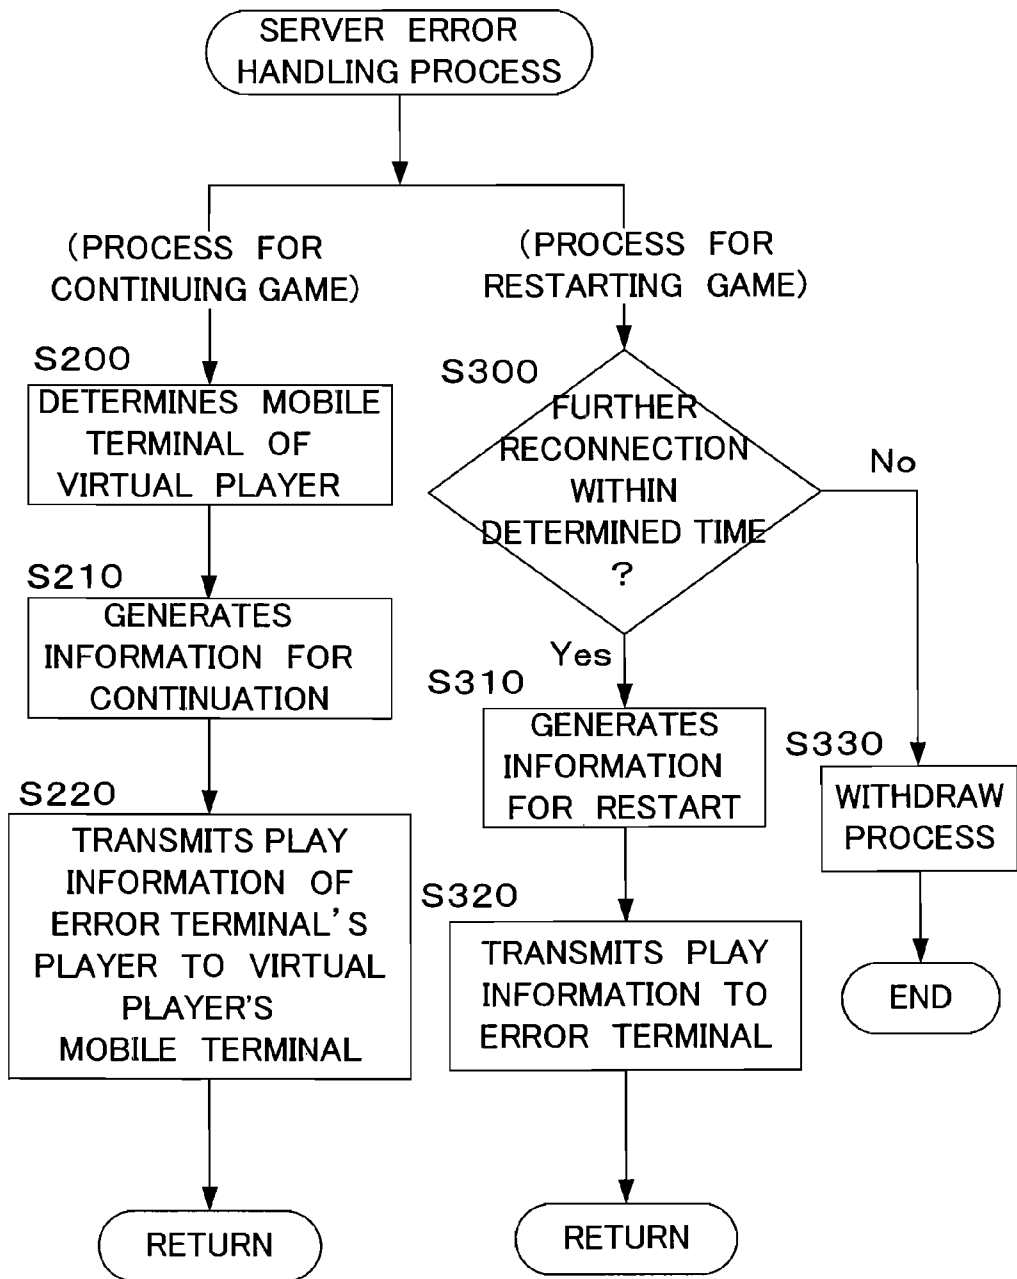 SERVER ERROR
HANDLING PROCESS
(PROCESS FOR
CONTINUING GAME)
S200
DETERMINES MOBILE
TERMINAL OF
VIRTUAL PLAYER
S210
GENERATES
INFORMATION FOR
CONTINUATION
S220
TRANSMITS PLAY
INFORMATION OF
ERROR TERMINAL'S
PLAYER TO VIRTUAL
PLAYER'S
MOBILE TERMINAL
RETURN
(PROCESS FOR
RESTARTING GAME)
S300
FURTHER
RECONNECTION
WITHIN
DETERMINED TIME
?
Yes
No
S310
GENERATES
INFORMATION
FOR RESTART
S320
TRANSMITS PLAY
INFORMATION TO
ERROR TERMINAL
RETURN
S330
WITHDRAW
PROCESS
END